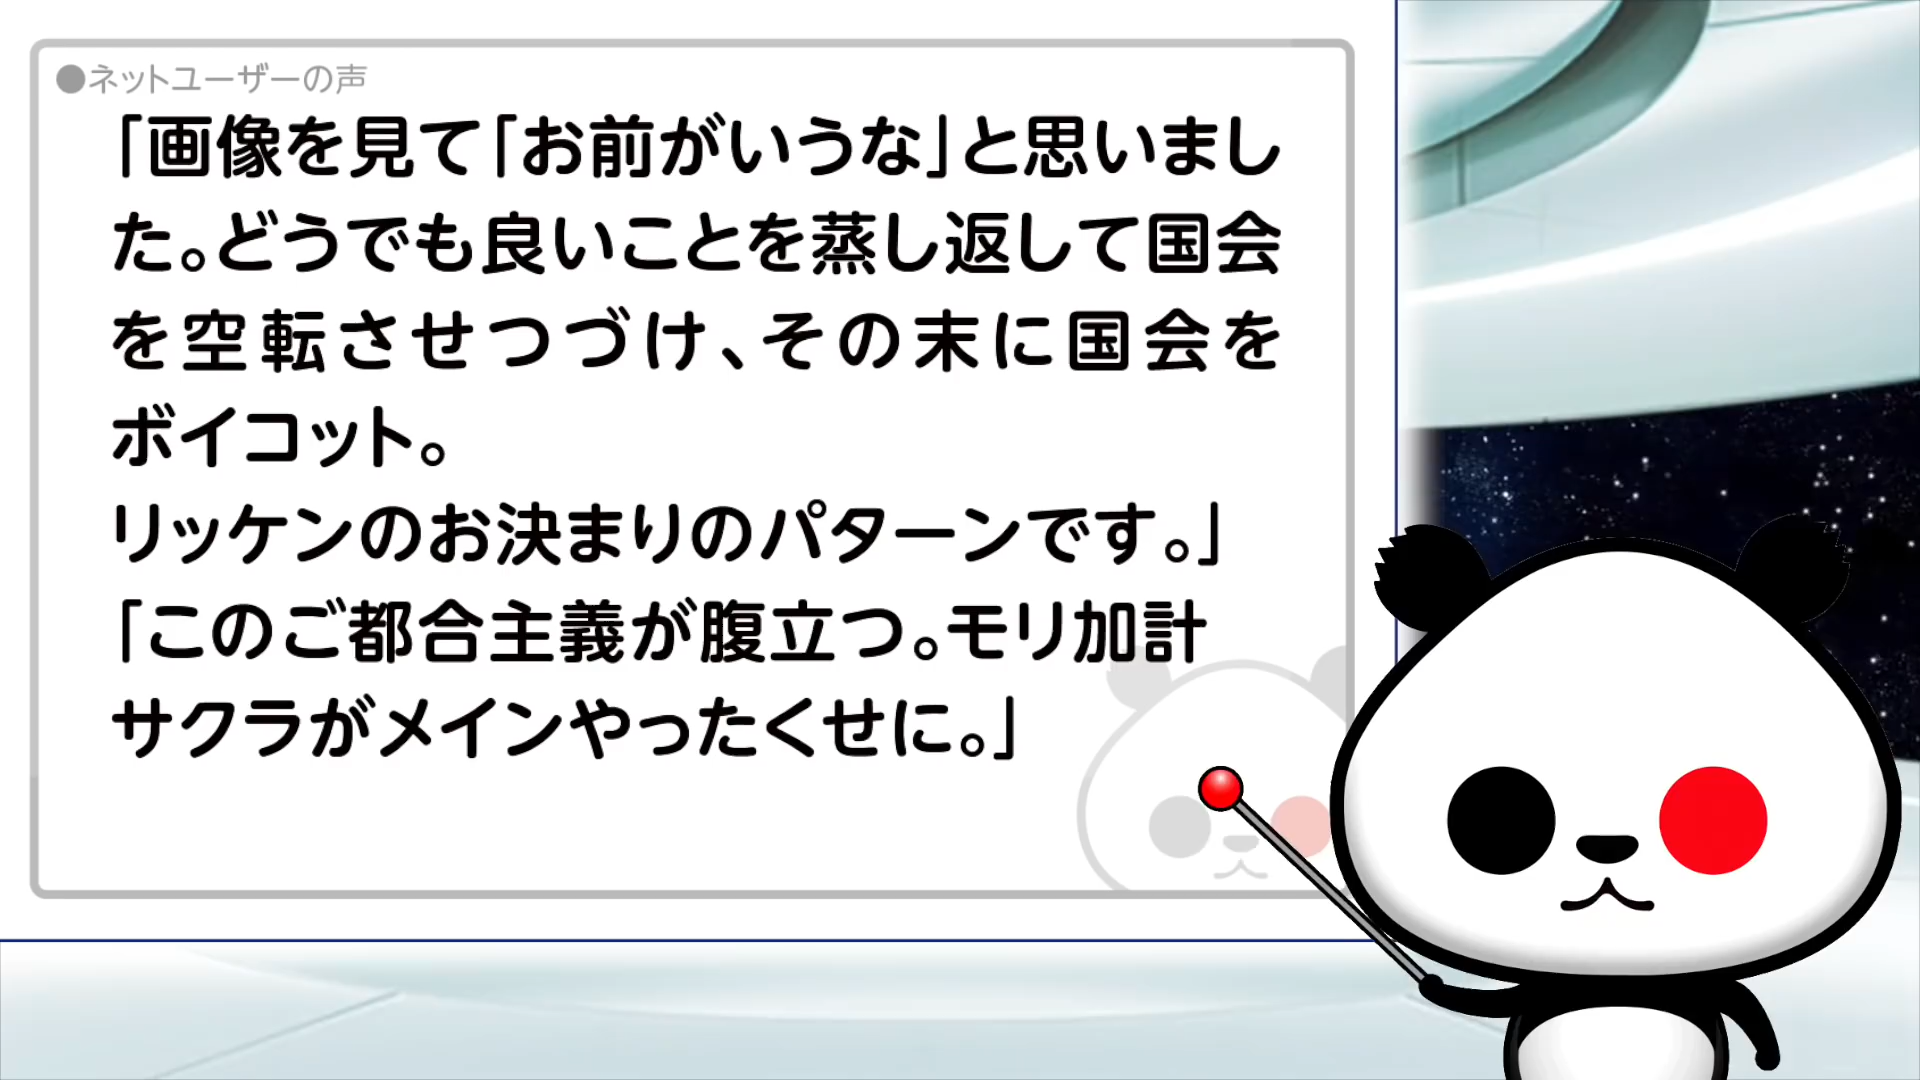 ●ネットユーザーの声
「画像を見て「お前がいうな」と思いまし
た。どうでも良いことを蒸し返して国会
を空転させつづけ、その末に国会を
ボイコット。
リッケンのお決まりのパターンです。」
「このご都合主義が腹立つ。モリ加計
サクラがメインやったくせに。」